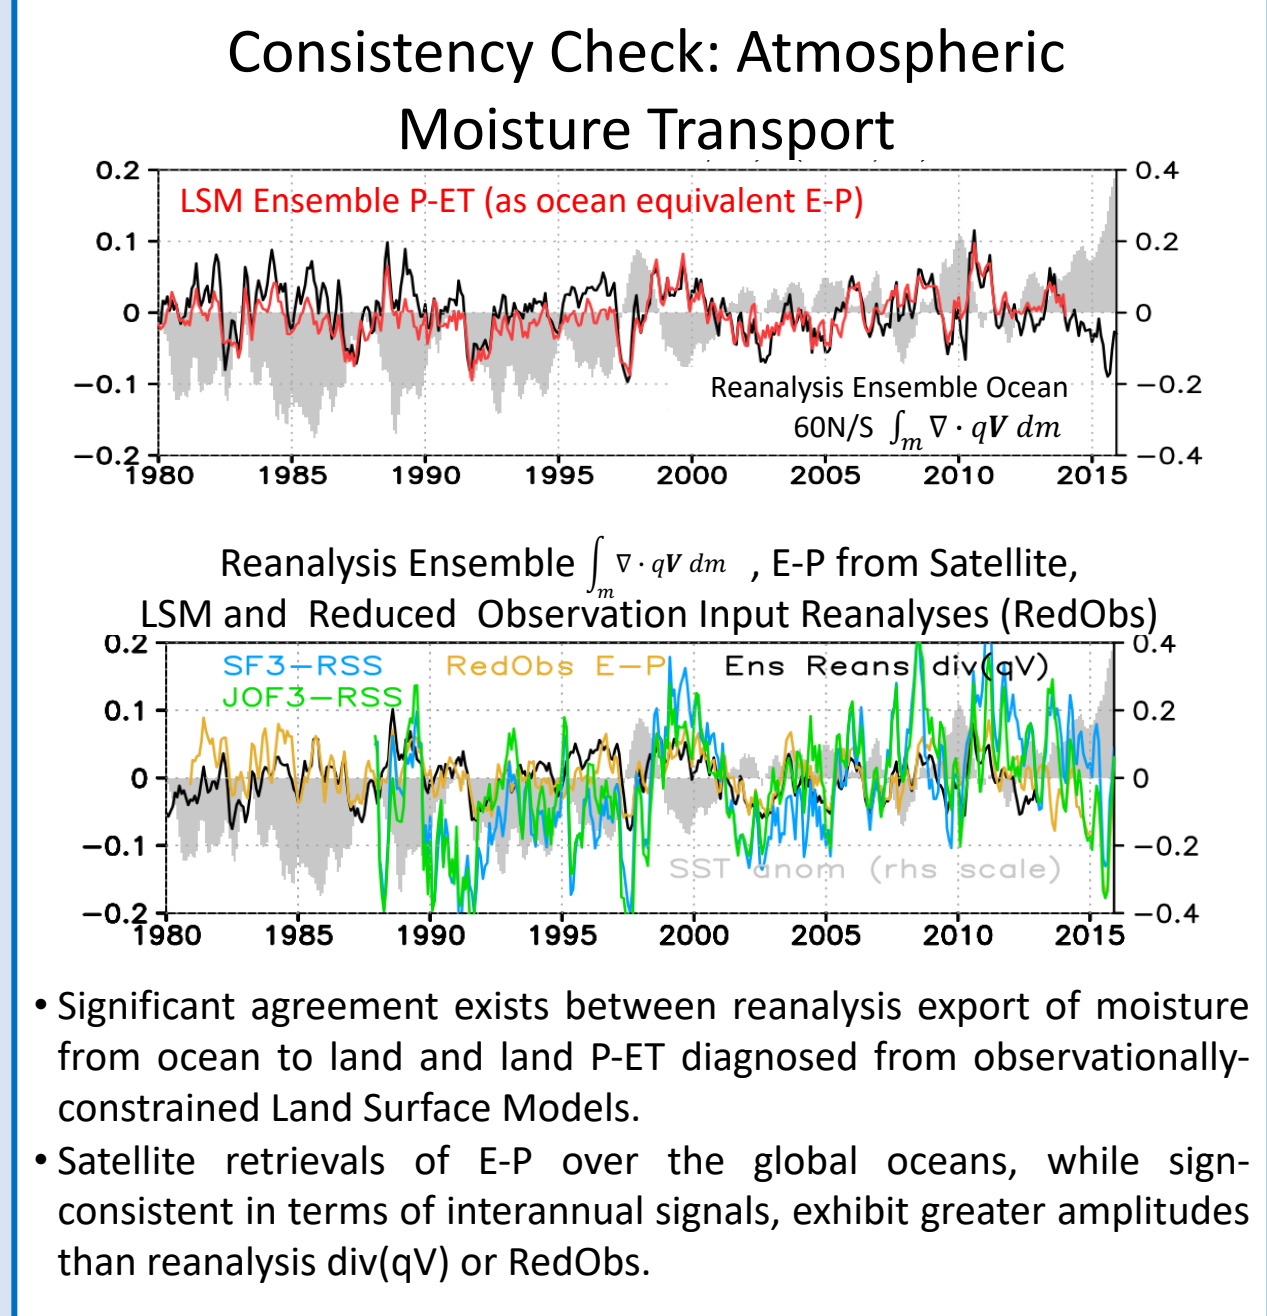 Consistency Check: Atmospheric
Moisture Transport
0.2
0.1
0
−0.1
−0.2
0.4
0.2
0
−0.2
−0.4
LSM Ensemble P-ET (as ocean equivalent E-P)
Reanalysis Ensemble Ocean
60N/S ∫m ∇ · qV dm
1980 1985 1990 1995 2000 2005 2010 2015
Reanalysis Ensemble ∫m ∇ · qV dm , E-P from Satellite,
LSM and Reduced Observation Input Reanalyses (RedObs)
0.2
0.1
0
−0.1
−0.2
0.4
0.2
0
−0.2
−0.4
SF3−RSS RedObs E−P Ens Reans div(qV)
JOF3−RSS
SST anom (rhs scale)
1980 1985 1990 1995 2000 2005 2010 2015
• Significant agreement exists between reanalysis export of moisture
from ocean to land and land P-ET diagnosed from observationally-
constrained Land Surface Models.
• Satellite retrievals of E-P over the global oceans, while sign-
consistent in terms of interannual signals, exhibit greater amplitudes
than reanalysis div(qV) or RedObs.